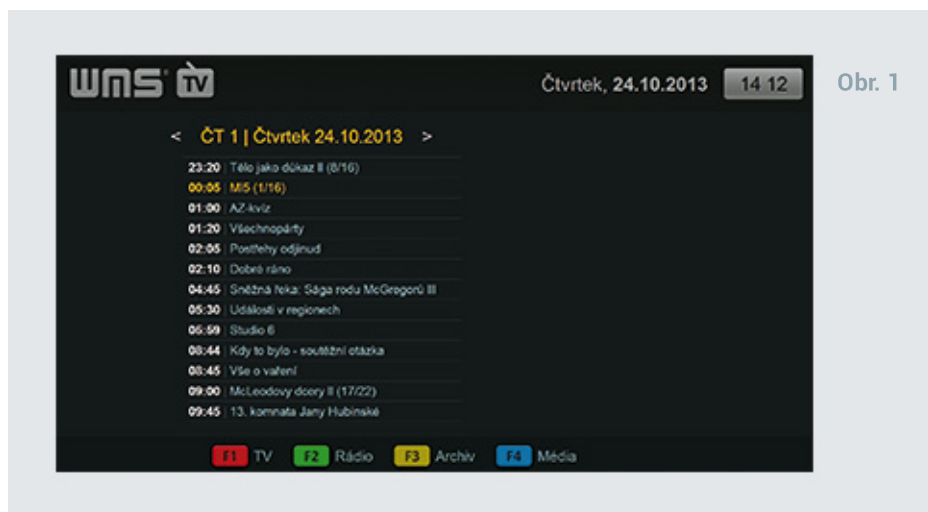 WMS TV
Čtvrtek, 24.10.2013 14 12
Obr. 1
< ČT 1 | Čtvrtek 24.10.2013 >
23:20 | Tělo jako důkaz II (8/16)
00:05 | MI5 (1/16)
01:00 | AZ-kvíz
01:20 | Všechnopárty
02:05 | Postřehy odjinud
02:10 | Dobré ráno
04:45 | Sněžná řeka: Sága rodu McGregorů III
05:30 | Události v regionech
05:59 | Studio 6
08:44 | Kdy to bylo - soutěžní otázka
08:45 | Vše o vaření
09:00 | McLeodovy dcery II (17/22)
09:45 | 13. komnata Jany Hubinské
F1 TV F2 Rádio F3 Archiv F4 Média